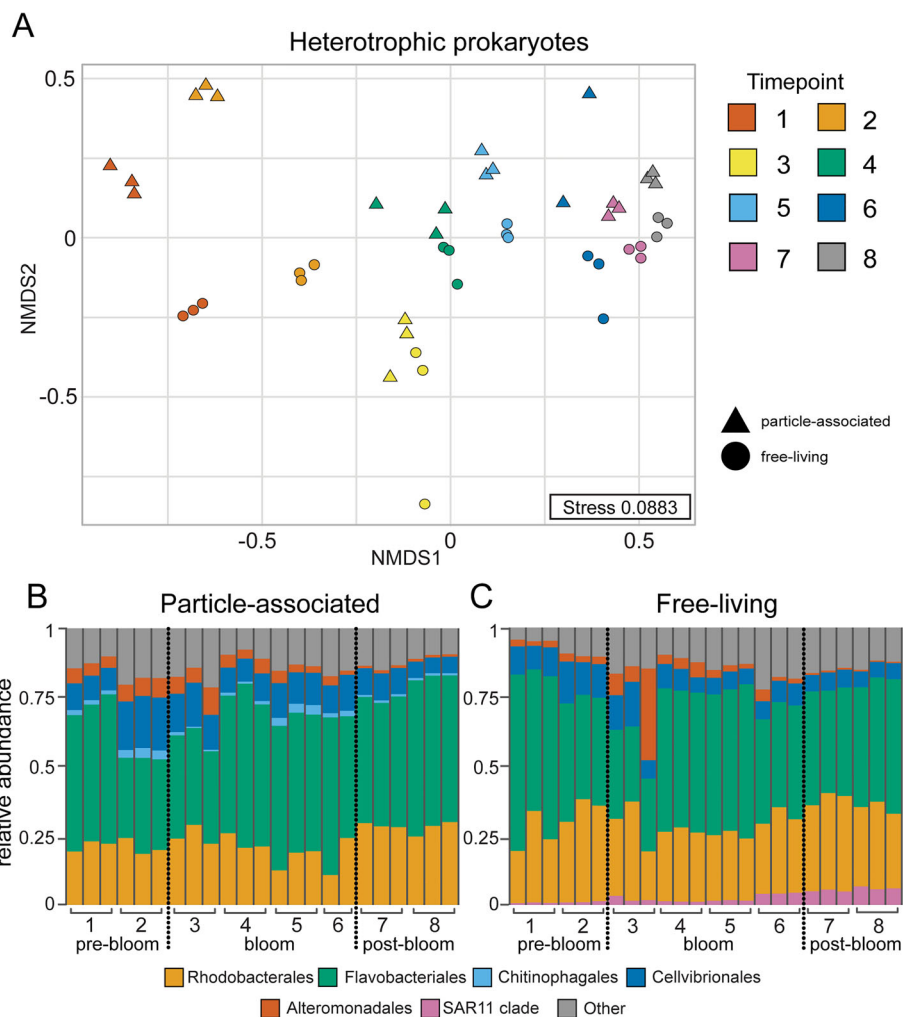 A
Heterotrophic prokaryotes
0.5
0
-0.5
NMDS2
-0.5 0 0.5
NMDS1
Stress 0.0883
Timepoint
1 2
3 4
5 6
7 8
particle-associated
free-living
B
Particle-associated
1
0.75
0.5
0.25
0
relative abundance
1 2 3 4 5 6 7 8
pre-bloom bloom post-bloom
C
Free-living
1
0.75
0.5
0.25
0
1 2 3 4 5 6 7 8
pre-bloom bloom post-bloom
Rhodobacterales Flavobacteriales Chitinophagales Cellvibrionales
Alteromonadales SAR11 clade Other